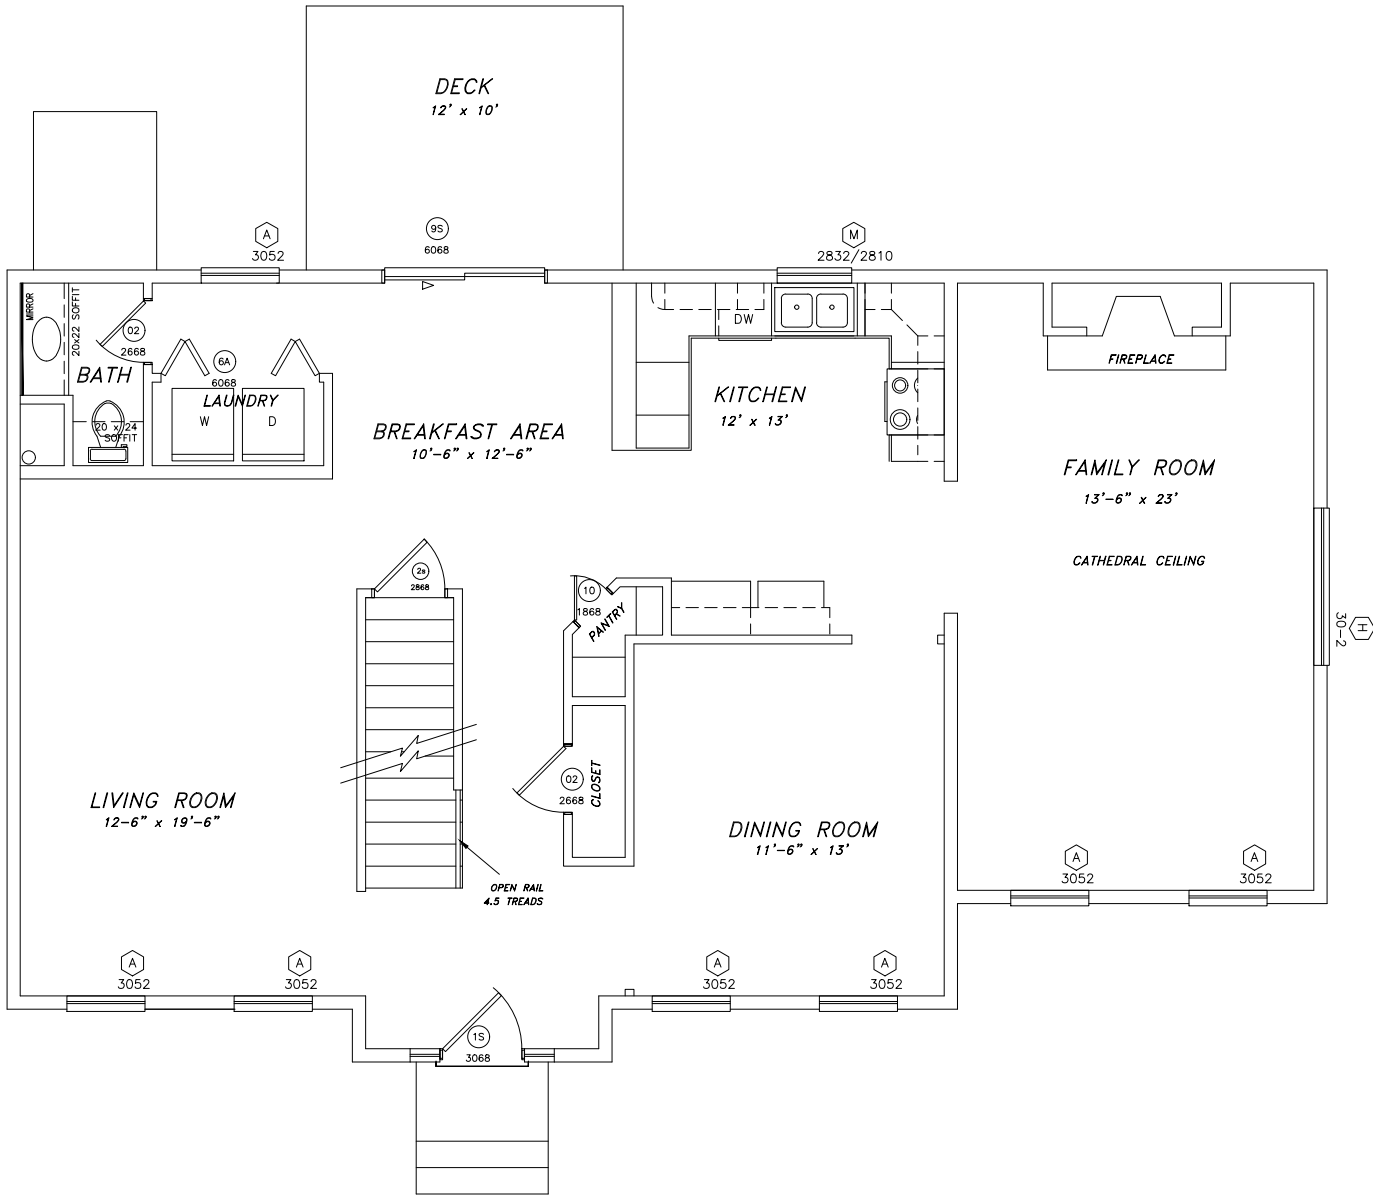 DECK
12' x 10'
A
3052
9S
6068
M
2832/2810
MIRROR
20x22 SOFFIT
02
2668
BATH
6A
6068
LAUNDRY
W
D
20 x 24
SOFFIT
BREAKFAST AREA
10'-6" x 12'-6"
DW
KITCHEN
12' x 13'
FIREPLACE
FAMILY ROOM
13'-6" x 23'
CATHEDRAL CEILING
H
30-2
2868
10
1868
PANTRY
02
2668
CLOSET
LIVING ROOM
12-6" x 19'-6"
DINING ROOM
11'-6" x 13'
OPEN RAIL
4.5 TREADS
A
3052
A
3052
A
3052
A
3052
A
3052
A
3052
1S
3068